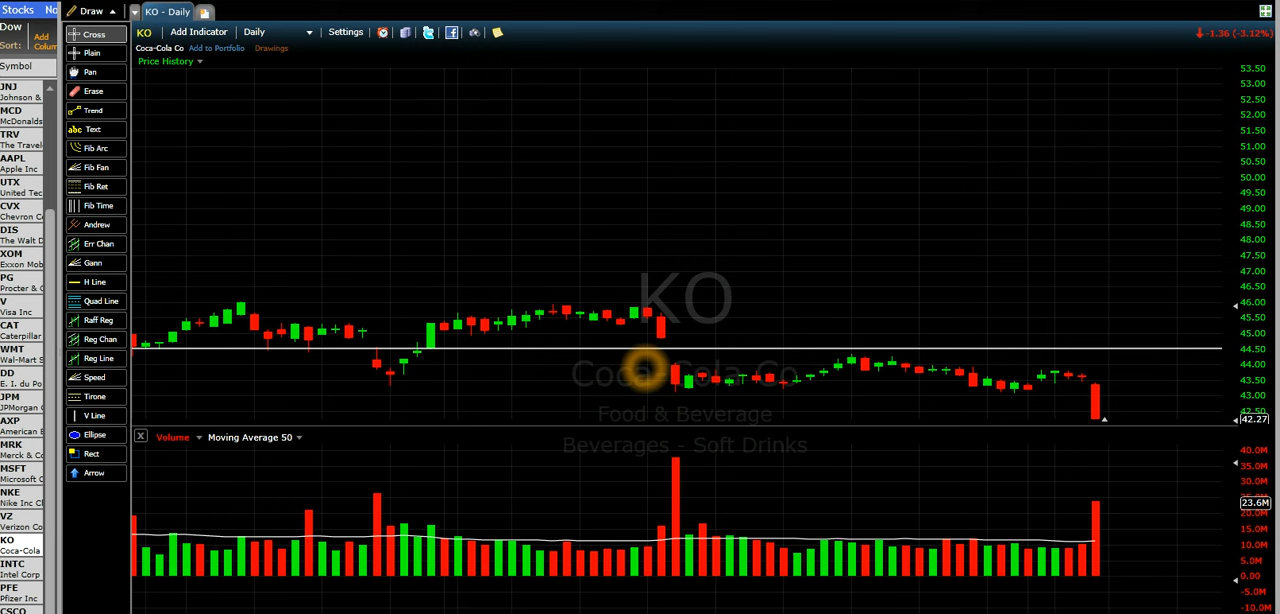 Stocks No
Dow
Sort:
Add
Colum
Symbol
JNJ
Johnson &
MCD
McDonalds
TRV
The Travel
AAPL
Apple Inc
UTX
United Tec
CVX
Chevron C
DIS
The Walt D
XOM
Exxon Mob
PG
Procter & G
V
Visa Inc
CAT
Caterpillar
WMT
Wal-Mart S
DD
E. I. du Po
JPM
JPMorgan
AXP
American E
MRK
Merck & Co
MSFT
Microsoft C
NKE
Nike Inc Cl
VZ
Verizon Co
KO
Coca-Cola
INTC
Intel Corp
PFE
Pfizer Inc
CSCO
Draw
Cross
Plain
Pan
Erase
Trend
abc Text
Fib Arc
Fib Fan
Fib Ret
Fib Time
Andrew
Err Chan
Gann
H Line
Quad Line
Raff Reg
Reg Chan
Reg Line
Speed
Tirone
V Line
Ellipse
Rect
Arrow
KO - Daily
KO Add Indicator Daily Settings
-1.36 (-3.12%)
Coca-Cola Co Add to Portfolio Drawings
Price History
KO
Coca-Cola Co
Food & Beverage
Beverages - Soft Drinks
53.50
53.00
52.50
52.00
51.50
51.00
50.50
50.00
49.50
49.00
48.50
48.00
47.50
47.00
46.50
46.00
45.50
45.00
44.50
44.00
43.50
43.00
42.50
42.27
X Volume Moving Average 50
40.0M
35.0M
30.0M
23.6M
20.0M
15.0M
10.0M
5.0M
0.00
-5.0M
-10.0M